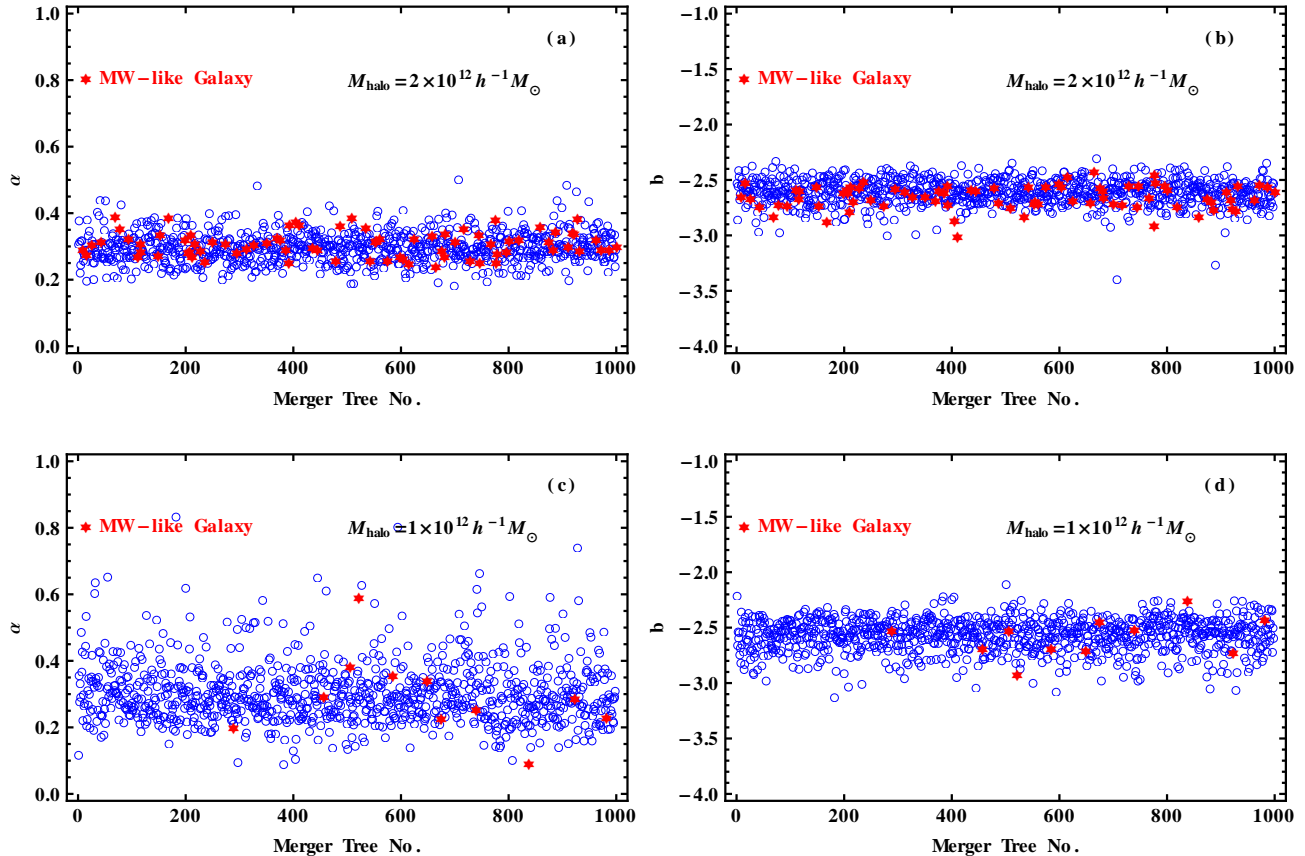 (a)
MW-like Galaxy
M_halo = 2×10^12 h^-1 M_⊙
α
1.0
0.8
0.6
0.4
0.2
0.0
0 200 400 600 800 1000
Merger Tree No.
(b)
MW-like Galaxy
M_halo = 2×10^12 h^-1 M_⊙
b
-1.0
-1.5
-2.0
-2.5
-3.0
-3.5
-4.0
0 200 400 600 800 1000
Merger Tree No.
(c)
MW-like Galaxy
M_halo = 1×10^12 h^-1 M_⊙
α
1.0
0.8
0.6
0.4
0.2
0.0
0 200 400 600 800 1000
Merger Tree No.
(d)
MW-like Galaxy
M_halo = 1×10^12 h^-1 M_⊙
b
-1.0
-1.5
-2.0
-2.5
-3.0
-3.5
-4.0
0 200 400 600 800 1000
Merger Tree No.